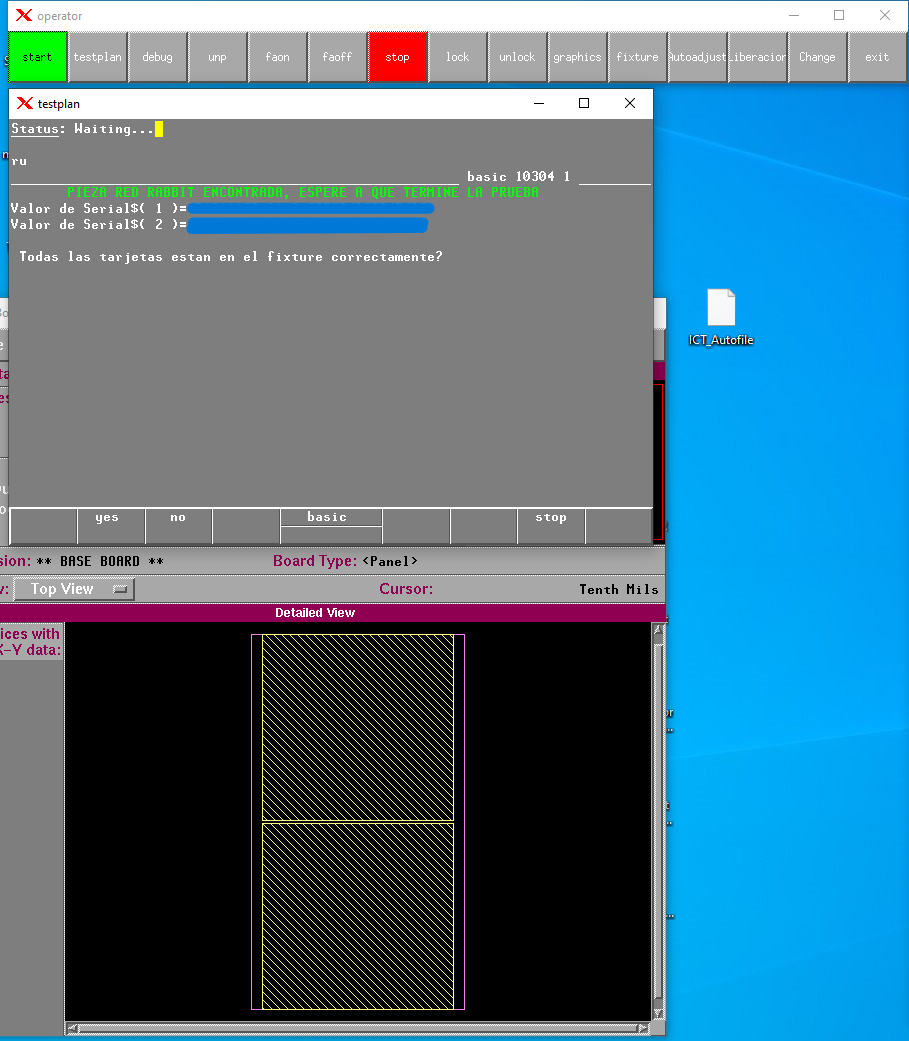 operator
start testplan debug unp faon faoff stop lock unlock graphics fixture Autoadjust Liberacion Change exit
testplan
Status: Waiting...
ru
basic 10304 1
PIEZA RED RABBIT ENCONTRADA, ESPERE A QUE TERMINE LA PRUEBA
Valor de Serial$( 1 )=
Valor de Serial$( 2 )=
Todas las tarjetas estan en el fixture correctamente?
ICT_Autofile
yes no basic stop
sion: ** BASE BOARD ** Board Type: <Panel>
Top View Cursor: Tenth Mils
Detailed View
ices with
X-Y data: